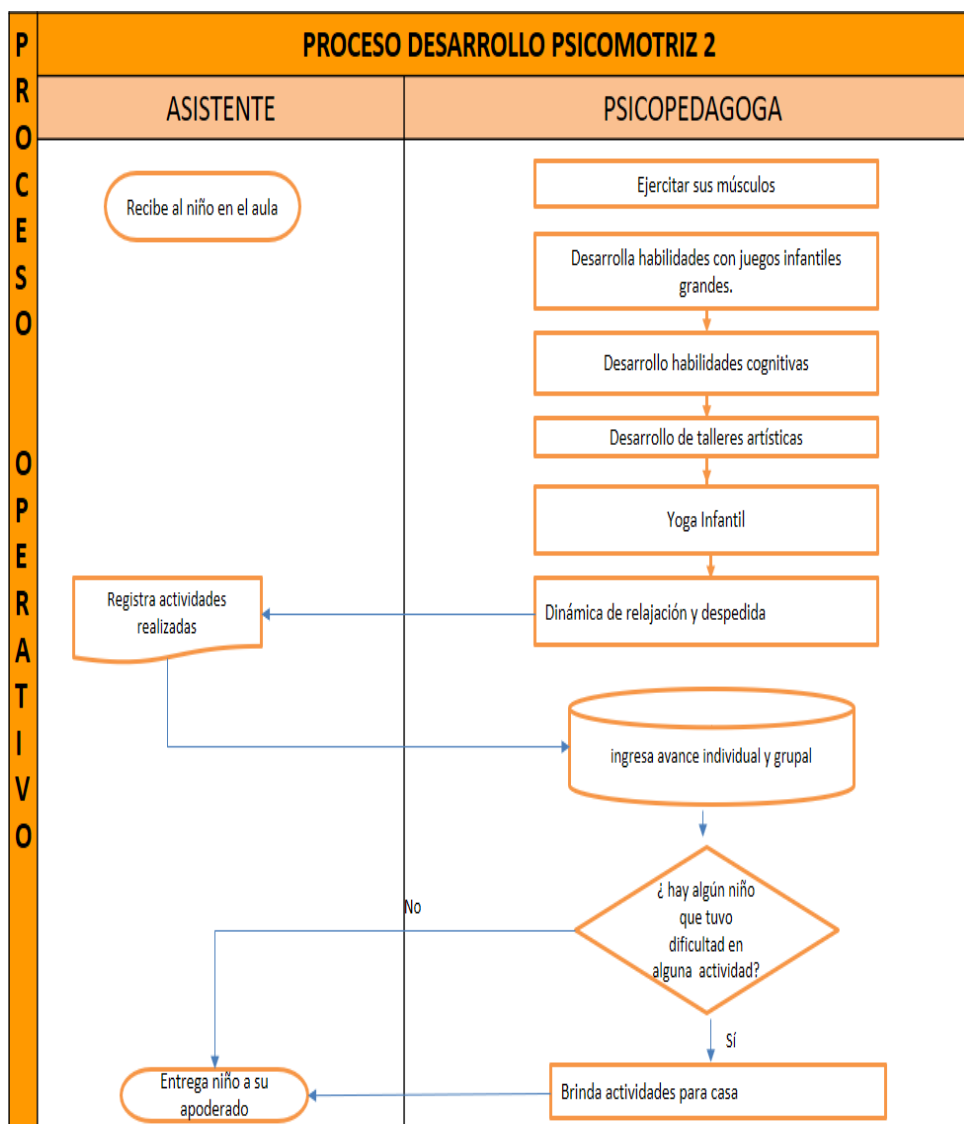 PROCESO OPERATIVO
PROCESO DESARROLLO PSICOMOTRIZ 2
ASISTENTE
PSICOPEDAGOGA
Recibe al niño en el aula
Ejercitar sus músculos
Desarrolla habilidades con juegos infantiles
grandes.
Desarrollo habilidades cognitivas
Desarrollo de talleres artísticas
Yoga Infantil
Registra actividades
realizadas
Dinámica de relajación y despedida
ingresa avance individual y grupal
¿ hay algún niño
que tuvo
dificultad en
alguna actividad?
No
Sí
Entrega niño a su
apoderado
Brinda actividades para casa